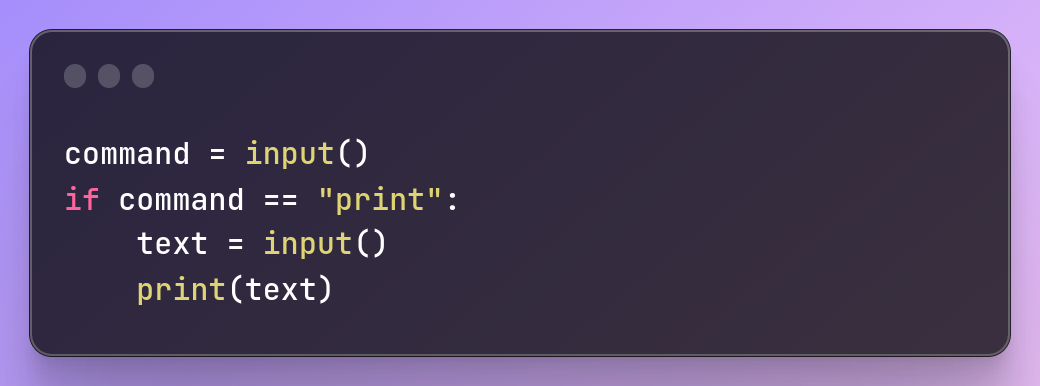 command = input()
if command == "print":
    text = input()
    print(text)